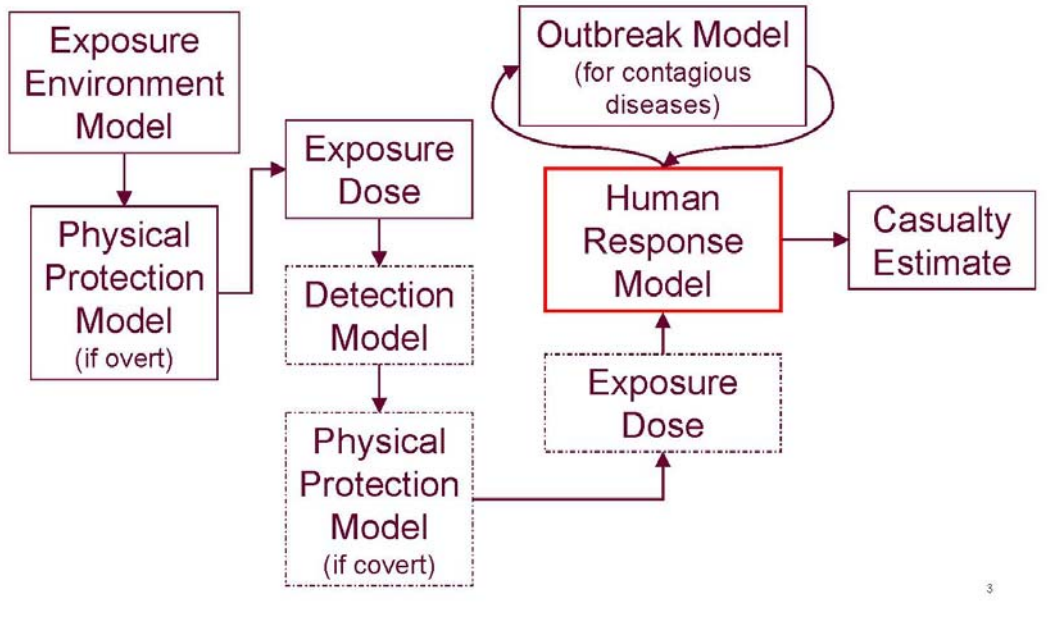 Exposure
Environment
Model
Physical
Protection
Model
(if overt)
Exposure
Dose
Detection
Model
Physical
Protection
Model
(if covert)
Outbreak Model
(for contagious
diseases)
Human
Response
Model
Exposure
Dose
Casualty
Estimate
3